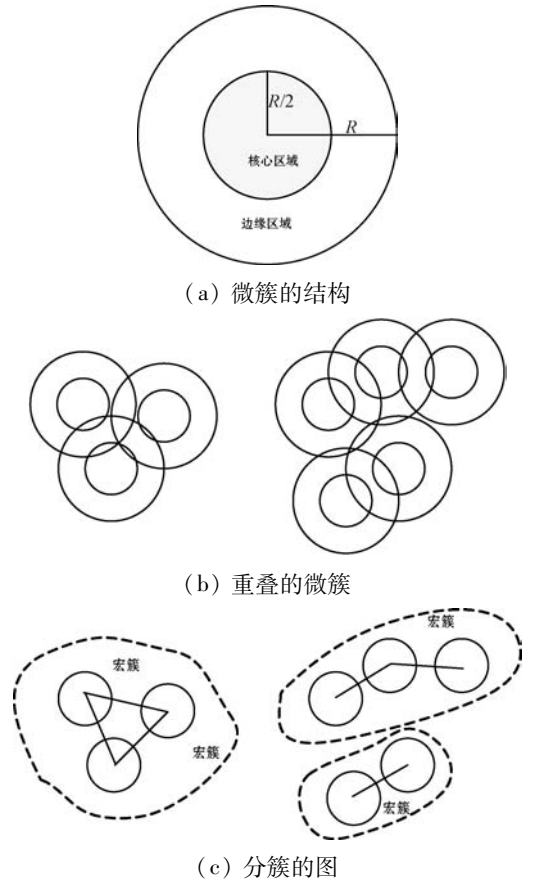 R/2
R
核心区域
边缘区域
（a）微簇的结构
（b）重叠的微簇
宏簇
宏簇
宏簇
宏簇
（c）分簇的图